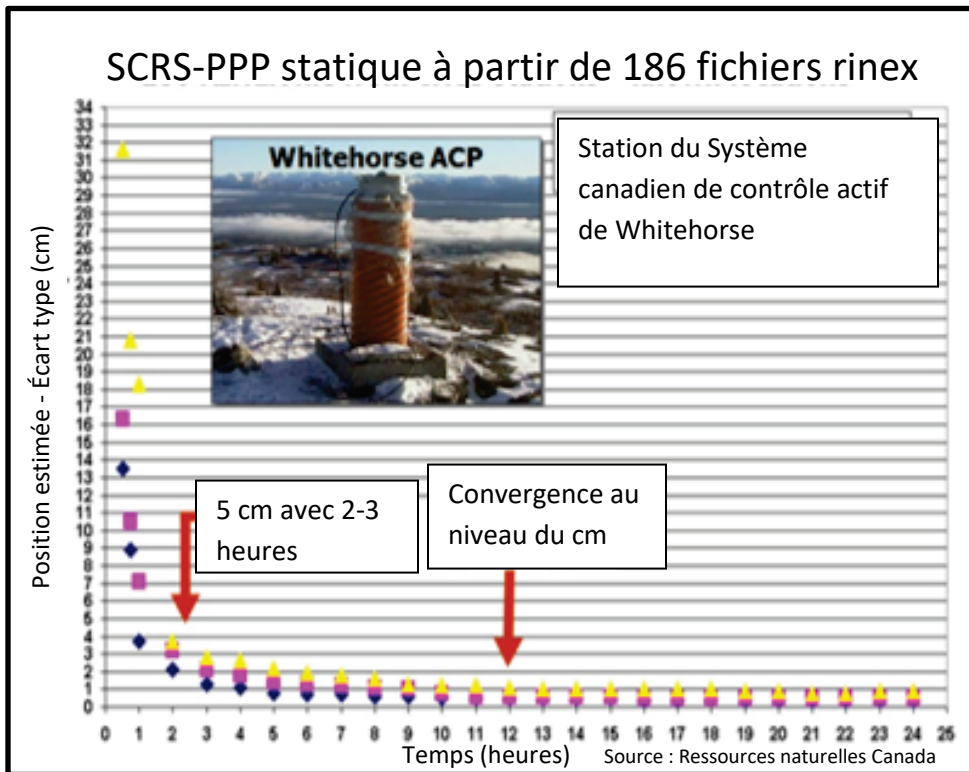 SCRS-PPP statique à partir de 186 fichiers rinex
34
33
32
31
30
29
28
27
26
25
24
23
22
21
20
19
18
17
16
15
14
13
12
11
10
9
8
7
6
5
4
3
2
1
0
Position estimée - Écart type (cm)
Whitehorse ACP
Station du Système
canadien de contrôle actif
de Whitehorse
5 cm avec 2-3
heures
Convergence au
niveau du cm
0 1 2 3 4 5 6 7 8 9 10 11 12 13 14 15 16 17 18 19 20 21 22 23 24 25
Temps (heures)
Source : Ressources naturelles Canada